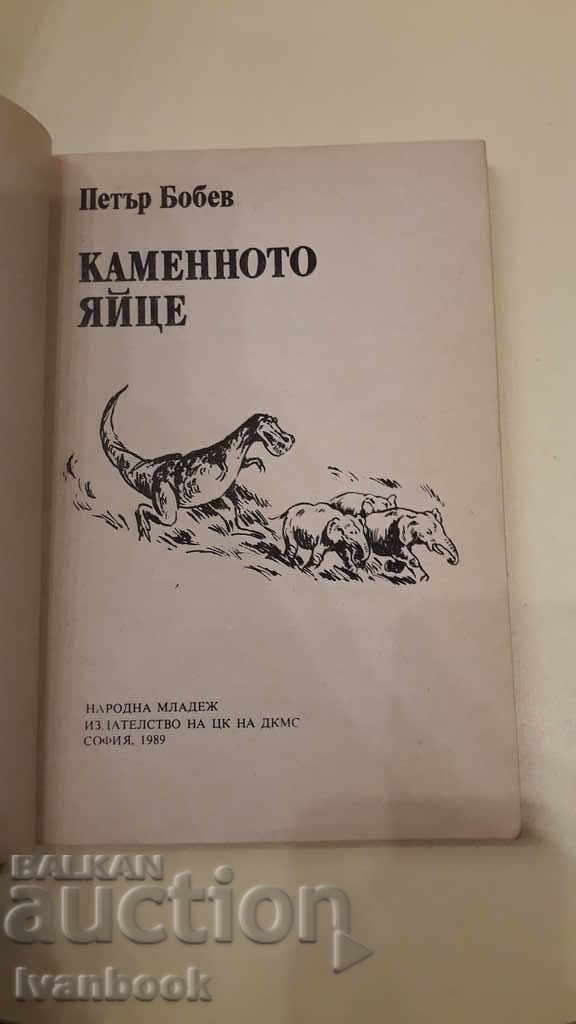 Петър Бобев
КАМЕННОТО
ЯЙЦЕ
НАРОДНА МЛАДЕЖ
ИЗДАТЕЛСТВО НА ЦК НА ДКМС
СОФИЯ, 1989
BALKAN
auction
Ivanbook